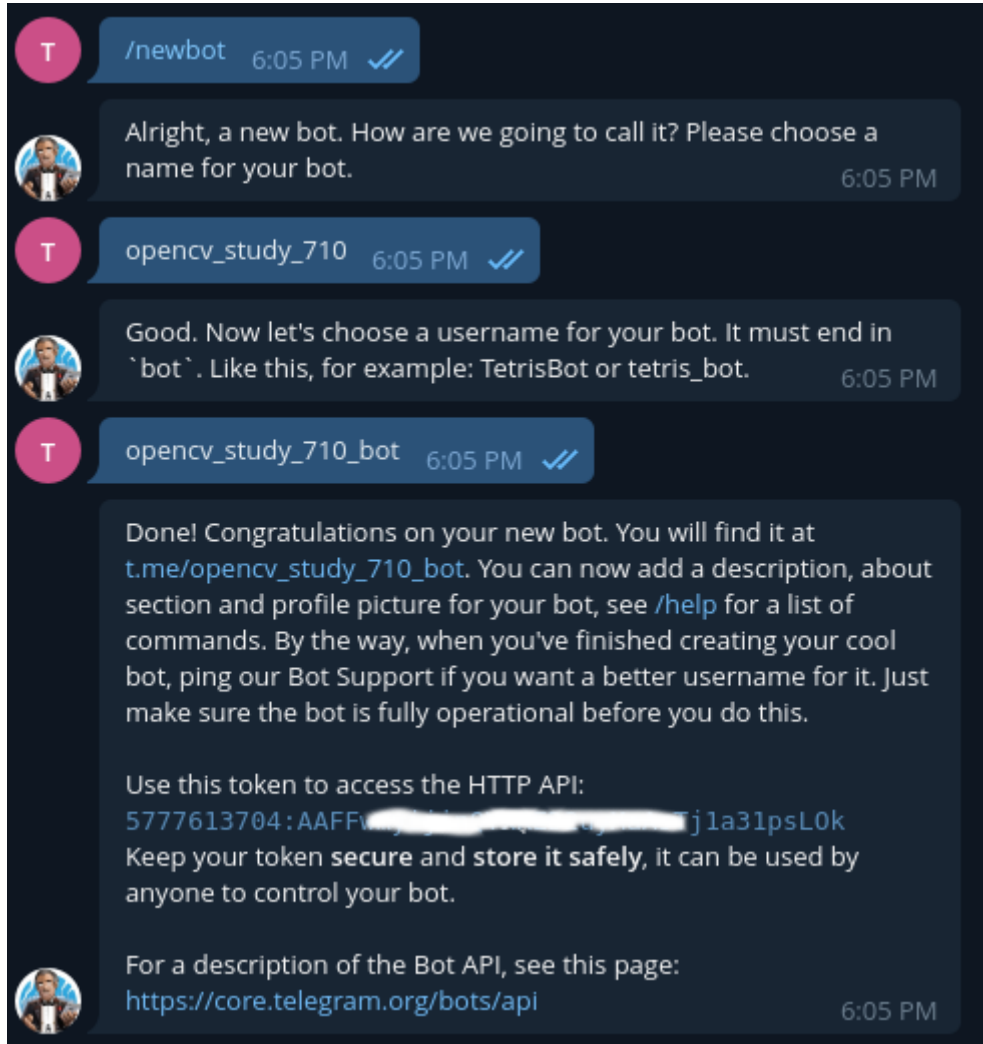 T
/newbot 6:05 PM
Alright, a new bot. How are we going to call it? Please choose a
name for your bot.
6:05 PM
T
opencv_study_710 6:05 PM
Good. Now let's choose a username for your bot. It must end in
`bot`. Like this, for example: TetrisBot or tetris_bot.
6:05 PM
T
opencv_study_710_bot 6:05 PM
Done! Congratulations on your new bot. You will find it at
t.me/opencv_study_710_bot. You can now add a description, about
section and profile picture for your bot, see /help for a list of
commands. By the way, when you've finished creating your cool
bot, ping our Bot Support if you want a better username for it. Just
make sure the bot is fully operational before you do this.
Use this token to access the HTTP API:
Keep your token secure and store it safely, it can be used by
anyone to control your bot.
For a description of the Bot API, see this page:
https://core.telegram.org/bots/api
6:05 PM